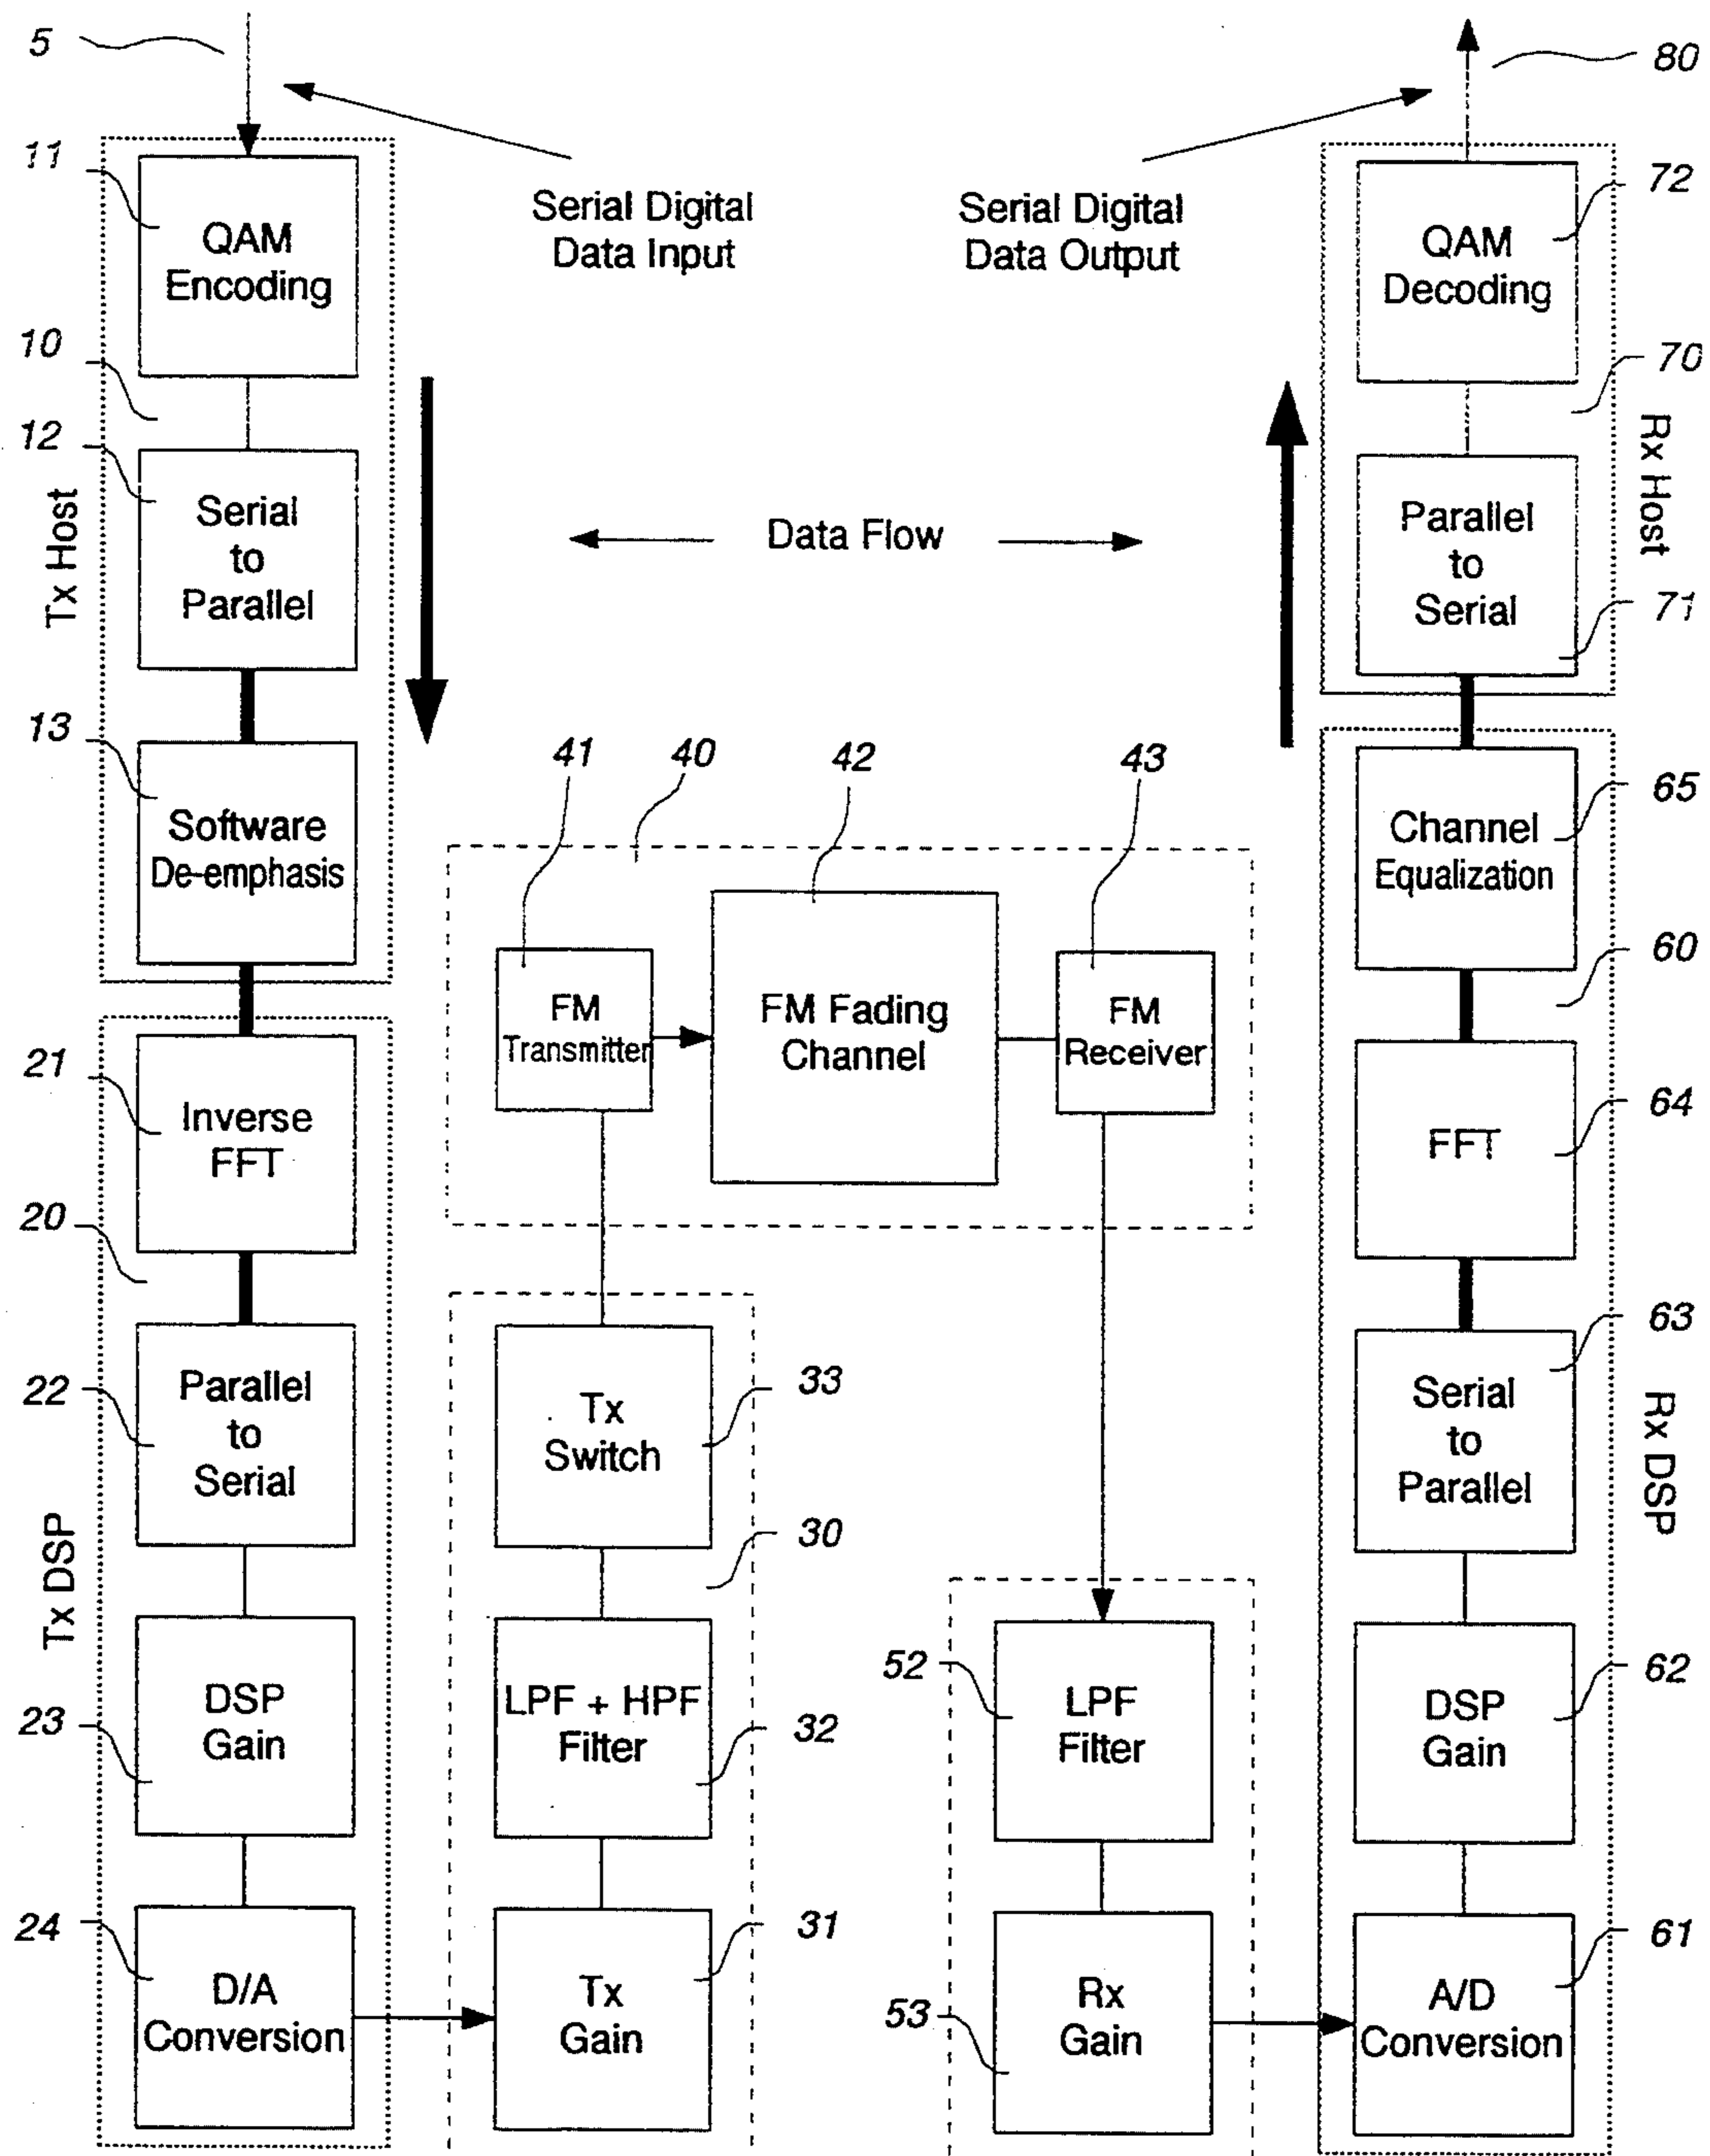 5
80
11
QAM
Encoding
Serial Digital
Data Input
Serial Digital
Data Output
QAM
Decoding
72
10
70
12
Serial
to
Parallel
Tx Host
Data Flow
Parallel
to
Serial
Rx Host
71
13
Software
De-emphasis
41
40
42
43
Channel
Equalization
65
60
FM
Transmitter
FM Fading
Channel
FM
Receiver
21
Inverse
FFT
FFT
64
20
22
Parallel
to
Serial
Tx
Switch
33
Serial
to
Parallel
63
Tx DSP
30
Rx DSP
23
DSP
Gain
LPF + HPF
Filter
32
52
LPF
Filter
DSP
Gain
62
24
D/A
Conversion
Tx
Gain
31
53
Rx
Gain
A/D
Conversion
61